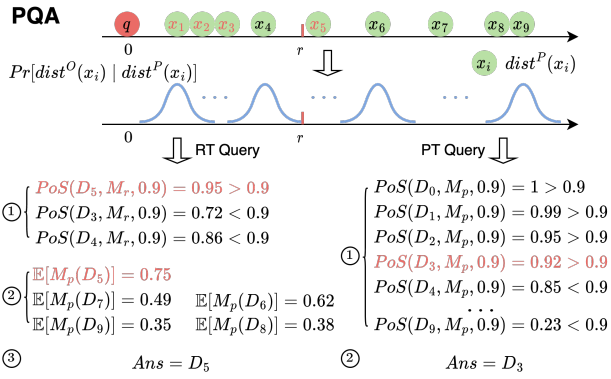 PQA
q x₁ x₂ x₃ x₄ x₅ x₆ x₇ x₈ x₉
0 r
xᵢ distᴾ(xᵢ)
Pr[distᴼ(xᵢ) | distᴾ(xᵢ)]
... ... ...
0 r
RT Query
PT Query
① PoS(D₅, Mᵣ, 0.9) = 0.95 > 0.9
PoS(D₃, Mᵣ, 0.9) = 0.72 < 0.9
PoS(D₄, Mᵣ, 0.9) = 0.86 < 0.9
② 𝔼[Mₚ(D₅)] = 0.75
𝔼[Mₚ(D₇)] = 0.49 𝔼[Mₚ(D₆)] = 0.62
𝔼[Mₚ(D₉)] = 0.35 𝔼[Mₚ(D₈)] = 0.38
③ Ans = D₅
① PoS(D₀, Mₚ, 0.9) = 1 > 0.9
PoS(D₁, Mₚ, 0.9) = 0.99 > 0.9
PoS(D₂, Mₚ, 0.9) = 0.95 > 0.9
PoS(D₃, Mₚ, 0.9) = 0.92 > 0.9
PoS(D₄, Mₚ, 0.9) = 0.85 < 0.9
...
PoS(D₉, Mₚ, 0.9) = 0.23 < 0.9
② Ans = D₃